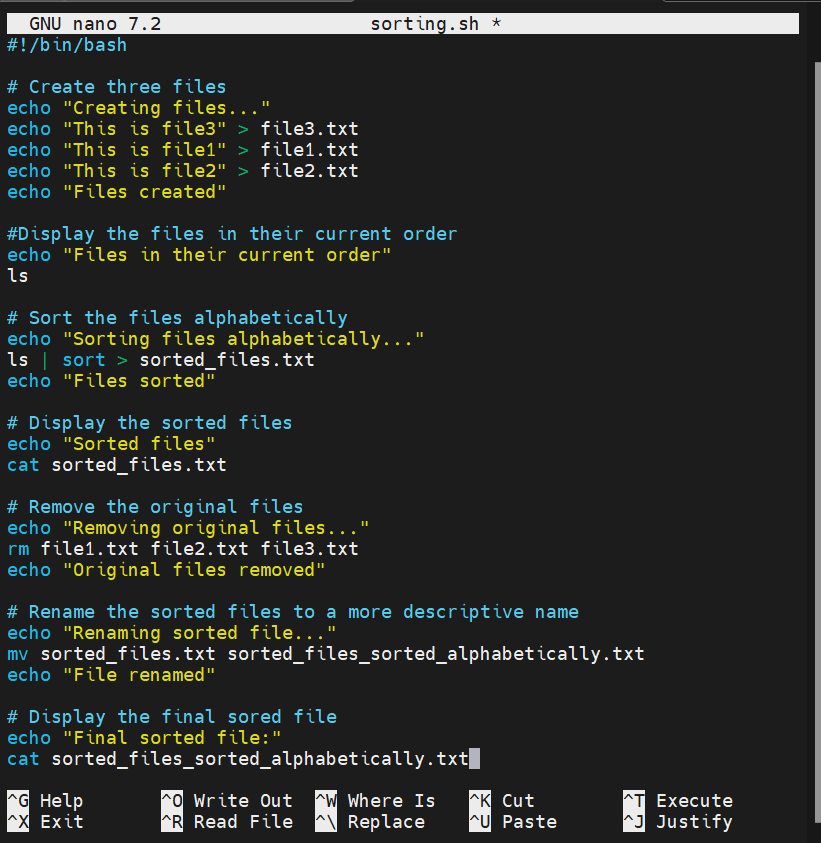 GNU nano 7.2 sorting.sh *
#!/bin/bash
# Create three files
echo "Creating files..."
echo "This is file3" > file3.txt
echo "This is file1" > file1.txt
echo "This is file2" > file2.txt
echo "Files created"
#Display the files in their current order
echo "Files in their current order"
ls
# Sort the files alphabetically
echo "Sorting files alphabetically..."
ls | sort > sorted_files.txt
echo "Files sorted"
# Display the sorted files
echo "Sorted files"
cat sorted_files.txt
# Remove the original files
echo "Removing original files..."
rm file1.txt file2.txt file3.txt
echo "Original files removed"
# Rename the sorted files to a more descriptive name
echo "Renaming sorted file..."
mv sorted_files.txt sorted_files_sorted_alphabetically.txt
echo "File renamed"
# Display the final sored file
echo "Final sorted file:"
cat sorted_files_sorted_alphabetically.txt
^G Help ^O Write Out ^W Where Is ^K Cut ^T Execute
^X Exit ^R Read File ^\ Replace ^U Paste ^J Justify